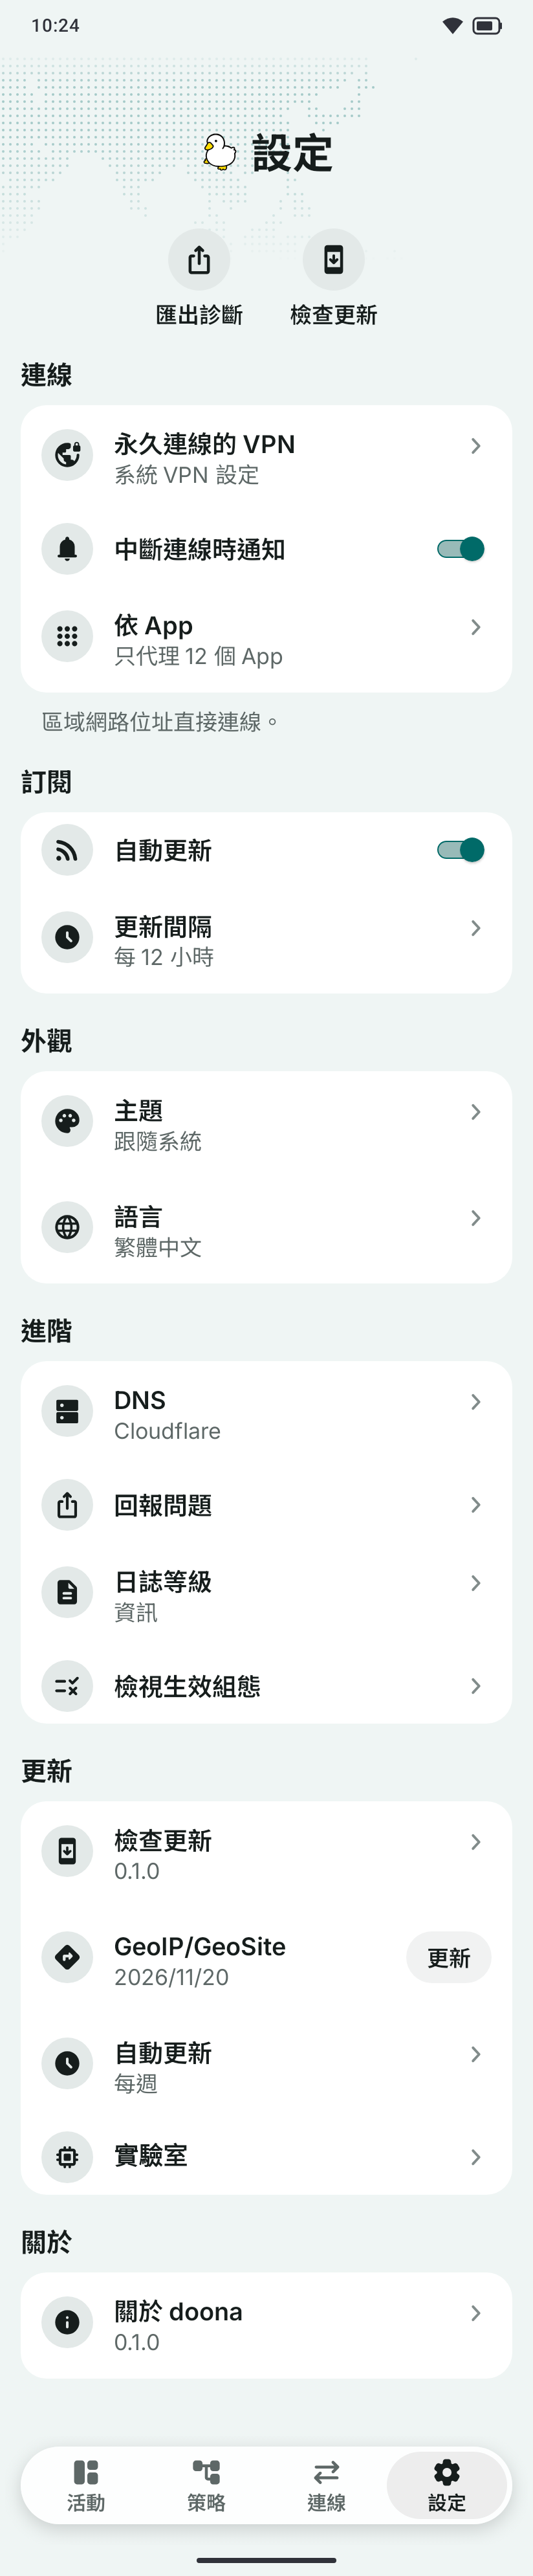 10:24
設定
匯出診斷
檢查更新
連線
永久連線的 VPN
系統 VPN 設定
中斷連線時通知
依 App
只代理 12 個 App
區域網路位址直接連線。
訂閱
自動更新
更新間隔
每 12 小時
外觀
主題
跟隨系統
語言
繁體中文
進階
DNS
Cloudflare
回報問題
日誌等級
資訊
檢視生效組態
更新
檢查更新
0.1.0
GeoIP/GeoSite
2026/11/20
更新
自動更新
每週
實驗室
關於
關於 doona
0.1.0
活動
策略
連線
設定